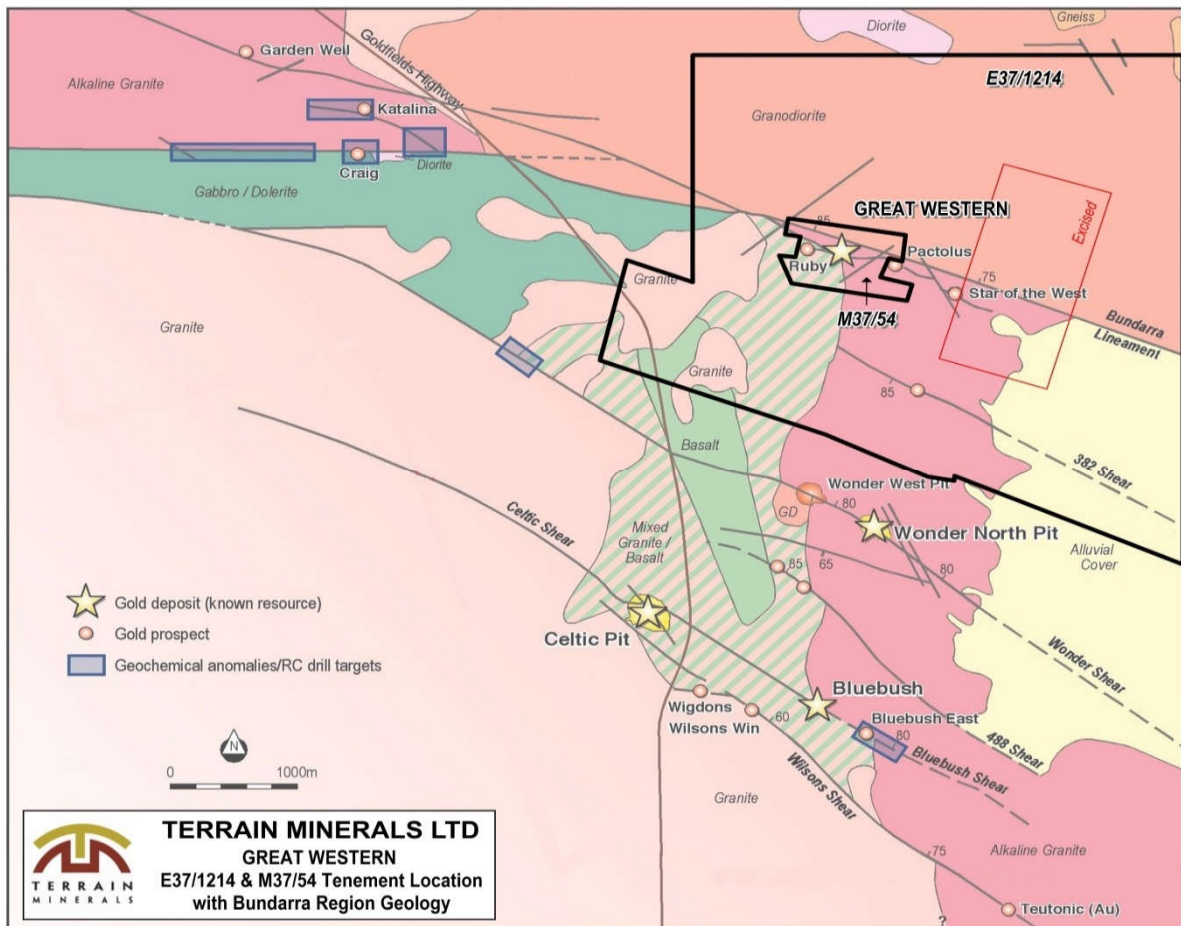 Gneiss
Diorite
Garden Well
Goldfields Highway
E37/1214
Alkaline Granite
Katalina
Granodiorite
Craig
Diorite
Gabbro / Dolerite
Excised
85
GREAT WESTERN
Pactolus
Ruby
Granite
75
Star of the West
M37/54
Bundarra
Lineament
Granite
Granite
85
Basalt
382 Shear
Wonder West Pit
80
GD
Celtic Shear
Wonder North Pit
Mixed
Granite /
Basalt
Alluvial
Cover
85
65
80
Gold deposit (known resource)
Gold prospect
Celtic Pit
Geochemical anomalies/RC drill targets
Wonder Shear
Bluebush
Wigdons
Wilsons Win
60
Bluebush East
80
488 Shear
Bluebush Shear
N
0 1000m
Wilsons Shear
Granite
75
Alkaline Granite
TERRAIN MINERALS LTD
GREAT WESTERN
E37/1214 & M37/54 Tenement Location
with Bundarra Region Geology
TERRAIN
MINERALS
Teutonic (Au)
?